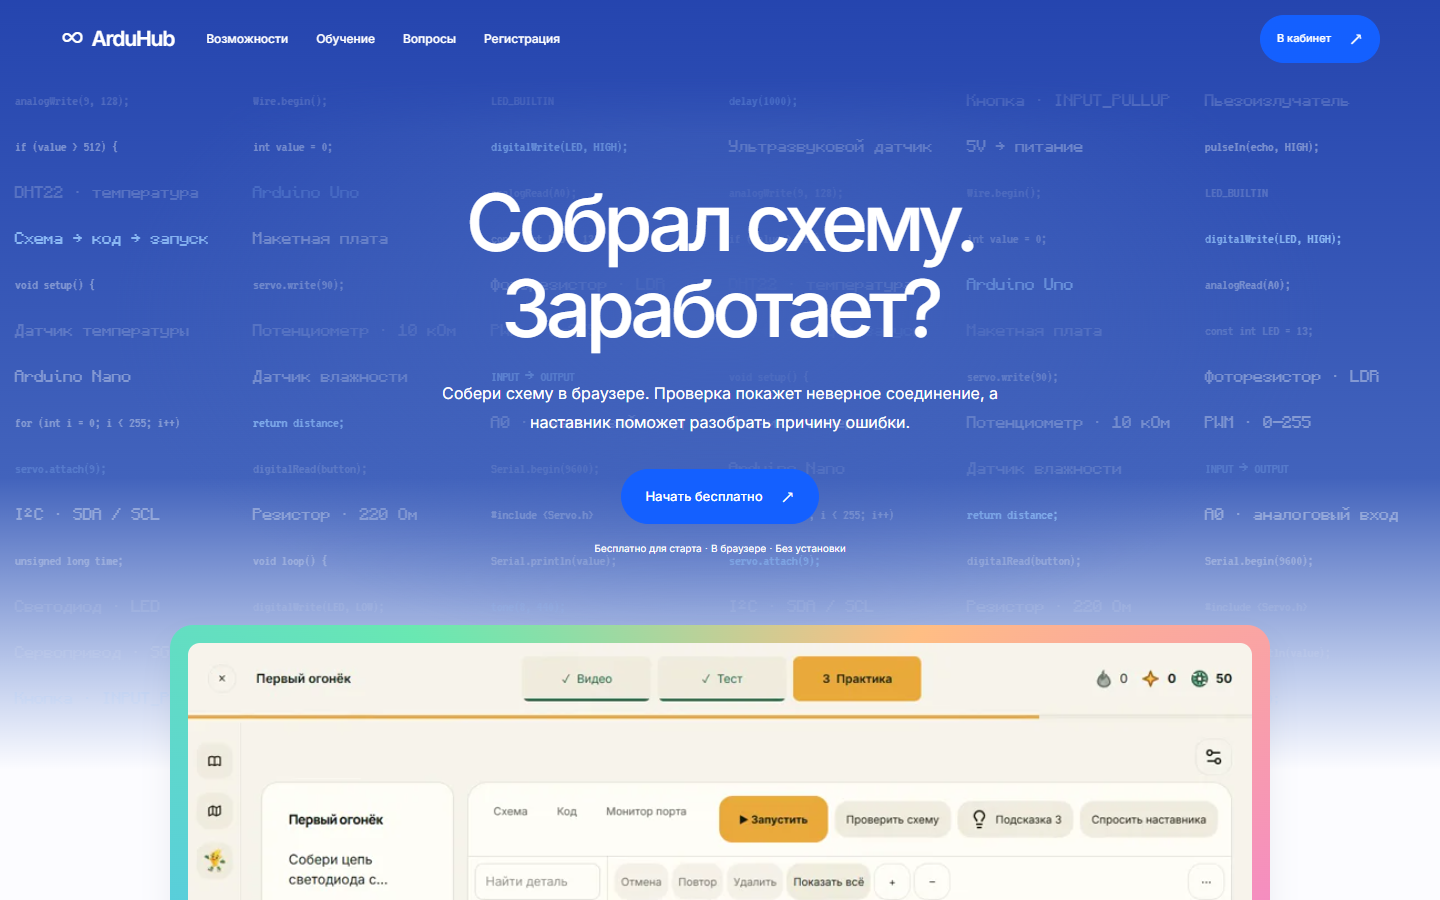 ArduHub
Возможности
Обучение
Вопросы
Регистрация
В кабинет
analogWrite(9, 128);
Wire.begin();
LED_BUILTIN
delay(1000);
Кнопка · INPUT_PULLUP
Пьезоизлучатель
if (value > 512) {
int value = 0;
digitalWrite(LED, HIGH);
Ультразвуковой датчик
5V → питание
pulseIn(echo, HIGH);
DHT22 · температура
Arduino Uno
analogWrite(9, 128);
Wire.begin();
LED_BUILTIN
Собрал схему.
Заработает?
Схема → код → запуск
Макетная плата
int value = 0;
digitalWrite(LED, HIGH);
void setup() {
servo.write(90);
Arduino Uno
analogRead(A0);
Датчик температуры
Потенциометр · 10 кОм
Макетная плата
const int LED = 13;
Arduino Nano
Датчик влажности
INPUT → OUTPUT
void setup() {
servo.write(90);
фоторезистор · LDR
Собери схему в браузере. Проверка покажет неверное соединение, а
наставник поможет разобрать причину ошибки.
for (int i = 0; i < 255; i++)
return distance;
A0 ·
Потенциометр · 10 кОм
PWM · 0—255
servo.attach(9);
digitalRead(button);
Serial.begin(9600);
Nano
Датчик влажности
INPUT → OUTPUT
Начать бесплатно
I²C · SDA / SCL
Резистор · 220 Ом
#include <Servo.h>
i < 255; i++)
return distance;
A0 · аналоговый вход
Бесплатно для старта · В браузере · Без установки
unsigned long time;
void loop() {
Serial.println(value);
servo.attach(9);
digitalRead(button);
Serial.begin(9600);
Светодиод · LED
digitalWrite(LED, LOW);
I²C · SDA / SCL
Резистор · 220 Ом
#include <Servo.h>
×
Первый огонёк
✓ Видео
✓ Тест
3 Практика
0
0
50
Первый огонёк
Собери цепь
светодиода с...
Схема
Код
Монитор порта
Запустить
Проверить схему
Подсказка 3
Спросить наставника
Найти деталь
Отмена
Повтор
Удалить
Показать всё
+
−
...